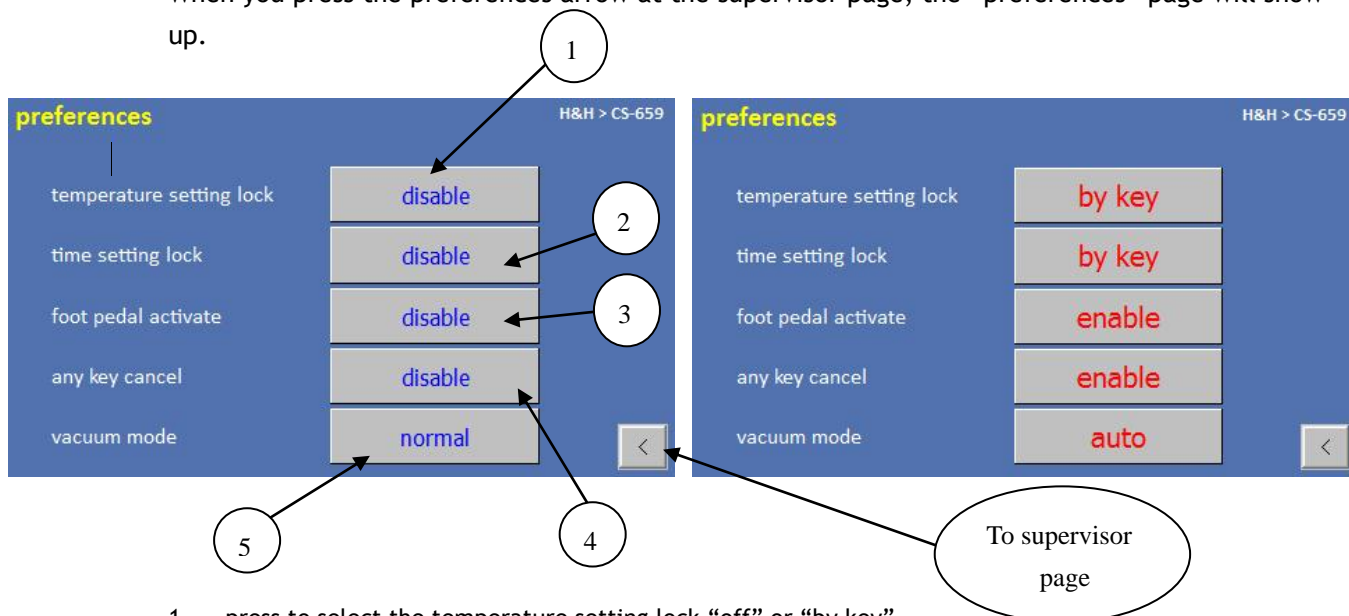 when you press the preferences arrow at the supervisor page, the "preferences" page will show
up.
1
preferences
H&H > CS-659
temperature setting lock
disable
time setting lock
disable
2
foot pedal activate
disable
3
any key cancel
disable
vacuum mode
normal
<
preferences
H&H > CS-659
temperature setting lock
by key
time setting lock
by key
foot pedal activate
enable
any key cancel
enable
vacuum mode
auto
<
5
4
To supervisor
page
1 press to select the temperature setting lock "off" or "by key"